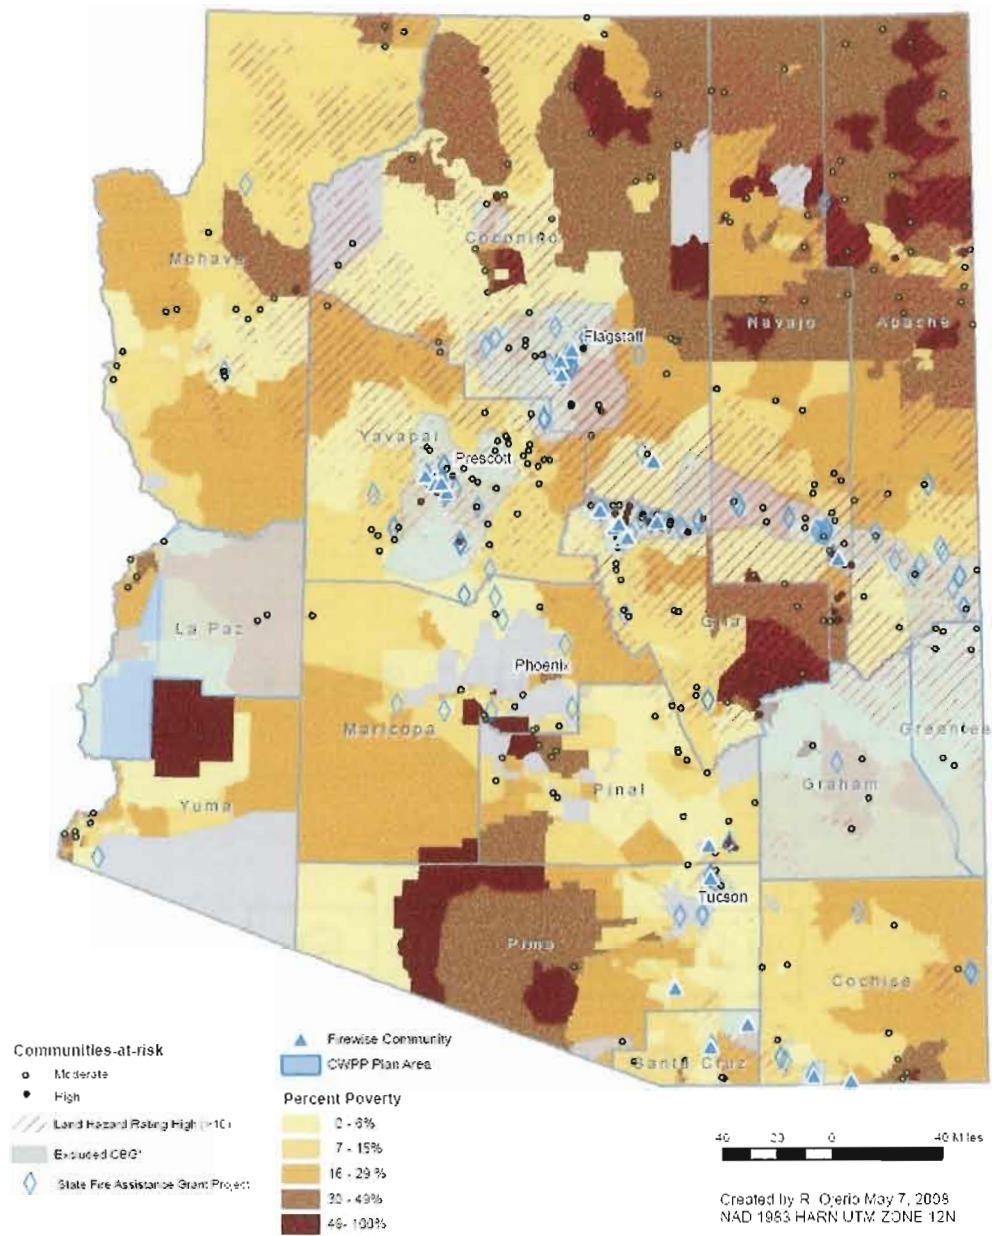 Mohave
Coconino
Navajo
Apache
Flagstaff
Yavapai
Prescott
La Paz
Gila
Phoenix
Maricopa
Greenlee
Graham
Yuma
Pinal
Tucson
Pima
Cochise
Santa Cruz
Communities-at-risk
Moderate
High
Land Hazard Rating High (>10)
Excluded CBG*
State Fire Assistance Grant Project
Firewise Community
CWPP Plan Area
Percent Poverty
0 - 6%
7 - 15%
16 - 29 %
30 - 49%
49- 100%
40 20 0 40 Miles
Created by R. Ojerio May 7, 2008
NAD 1983 HARN UTM ZONE 12N